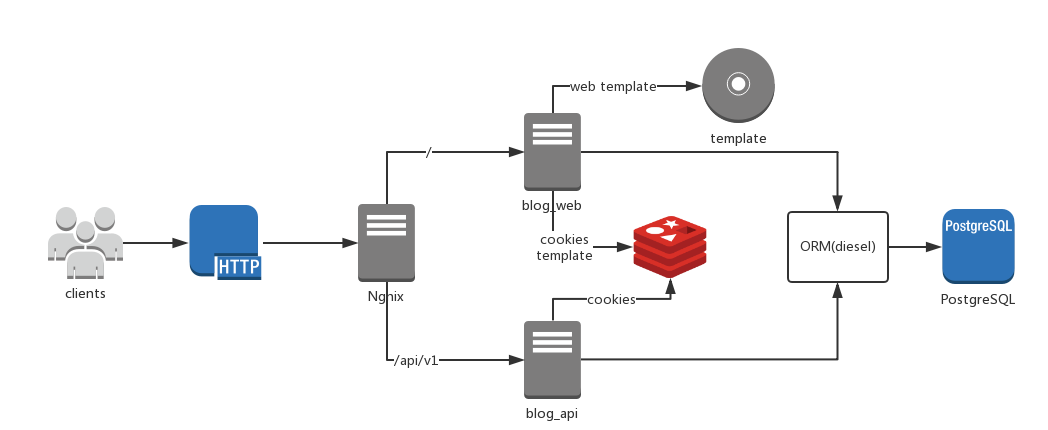 web template
template
/
blog_web
PostgreSQL
cookies
template
ORM(diesel)
HTTP
clients
Ngnix
PostgreSQL
cookies
/api/v1
blog_api